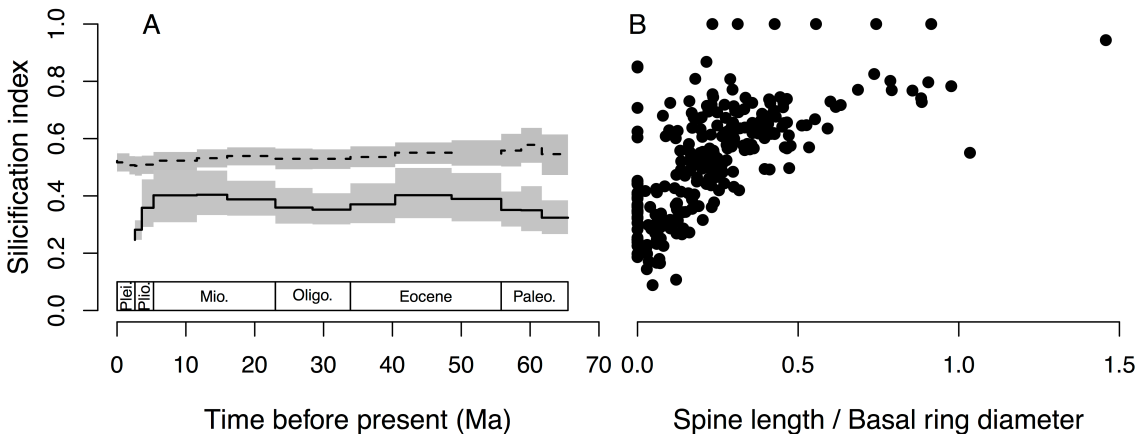 A
B
Silicification index
0.0
0.2
0.4
0.6
0.8
1.0
Plei.
Plio.
Mio.
Oligo.
Eocene
Paleo.
0 10 20 30 40 50 60 70
0.0 0.5 1.0 1.5
Time before present (Ma)
Spine length / Basal ring diameter